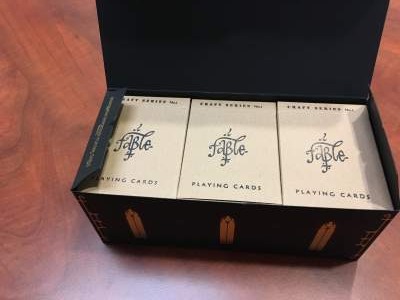 CRAFT SERIES No.1
fable
PLAYING CARDS
CRAFT SERIES No.1
fable
PLAYING CARDS
CRAFT SERIES No.1
fable
PLAYING CARDS